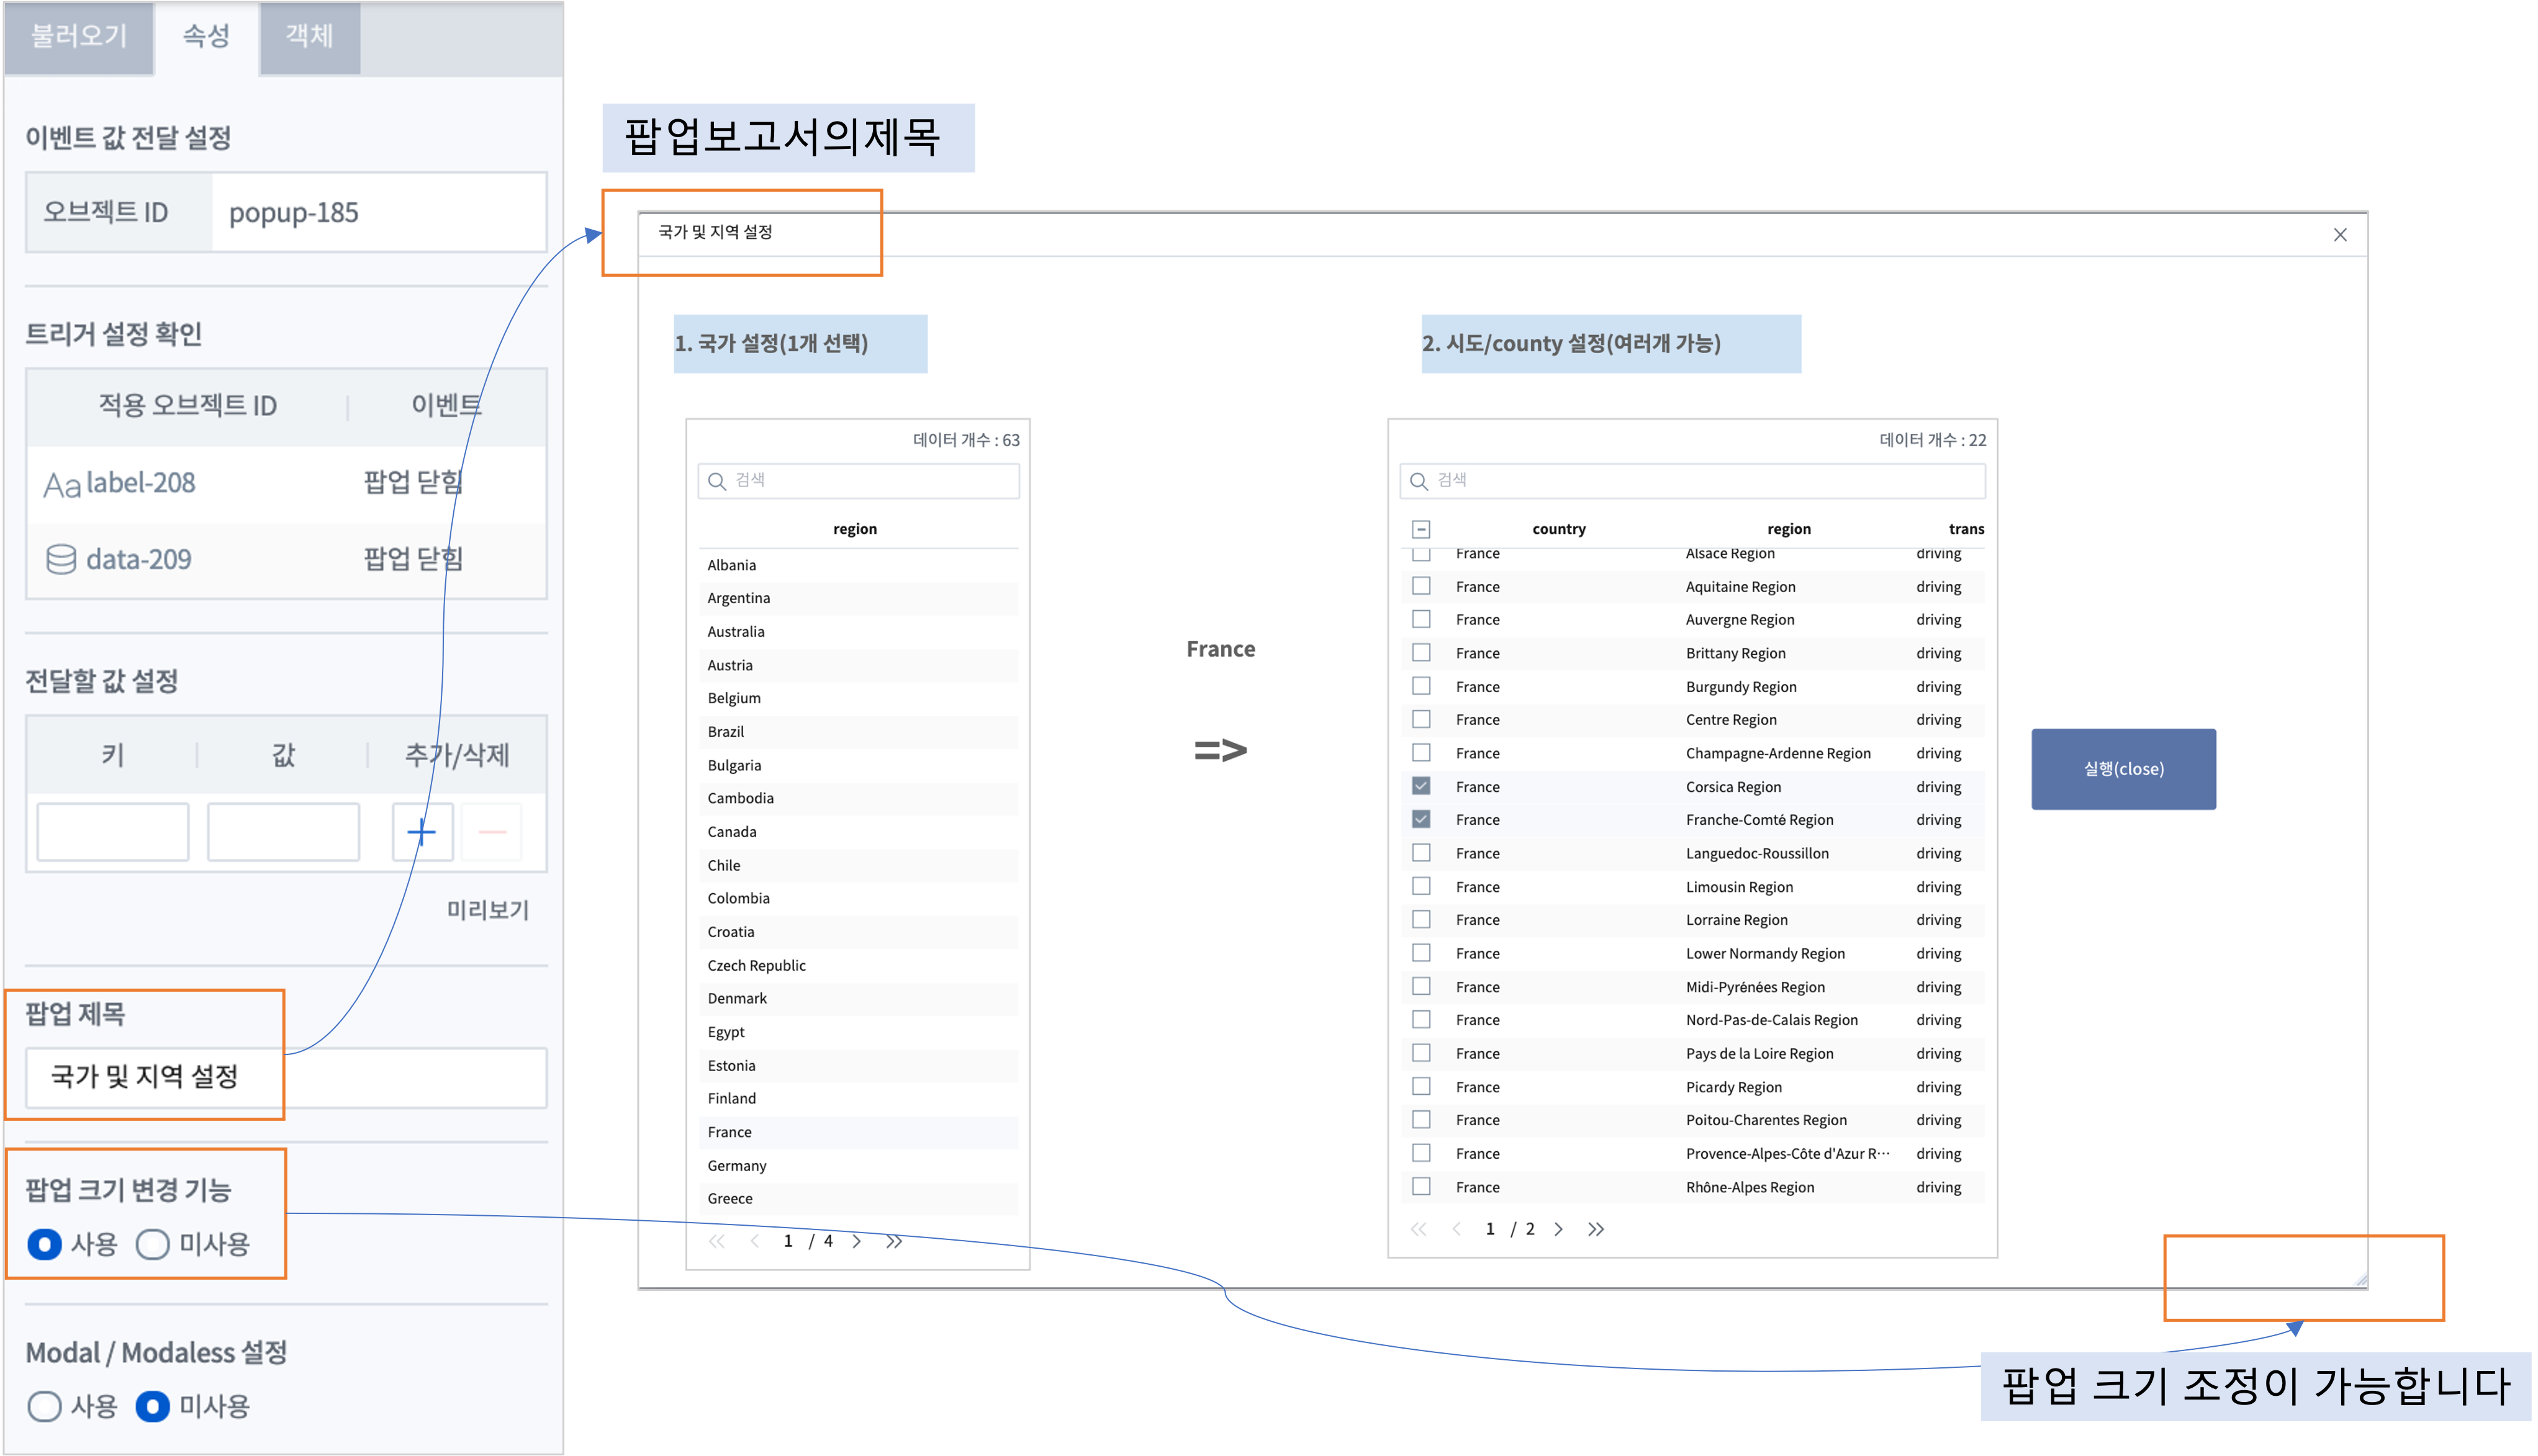 불러오기 속성 객체
이벤트 값 전달 설정
오브젝트 ID popup-185
트리거 설정 확인
적용 오브젝트 ID 이벤트
Aa label-208 팝업 닫힘
data-209 팝업 닫힘
전달할 값 설정
키 값 추가/삭제
미리보기
팝업 제목
국가 및 지역 설정
팝업 크기 변경 기능
사용 미사용
Modal / Modaless 설정
사용 미사용
팝업보고서의제목
국가 및 지역 설정
1. 국가 설정(1개 선택)
데이터 개수 : 63
검색
region
Albania
Argentina
Australia
Austria
Belgium
Brazil
Bulgaria
Cambodia
Canada
Chile
Colombia
Croatia
Czech Republic
Denmark
Egypt
Estonia
Finland
France
Germany
Greece
1 / 4
France
=>
2. 시도/county 설정(여러개 가능)
데이터 개수 : 22
검색
country region trans
France Alsace Region driving
France Aquitaine Region driving
France Auvergne Region driving
France Brittany Region driving
France Burgundy Region driving
France Centre Region driving
France Champagne-Ardenne Region driving
France Corsica Region driving
France Franche-Comté Region driving
France Languedoc-Roussillon driving
France Limousin Region driving
France Lorraine Region driving
France Lower Normandy Region driving
France Midi-Pyrénées Region driving
France Nord-Pas-de-Calais Region driving
France Pays de la Loire Region driving
France Picardy Region driving
France Poitou-Charentes Region driving
France Provence-Alpes-Côte d'Azur R··· driving
France Rhône-Alpes Region driving
1 / 2
실행(close)
팝업 크기 조정이 가능합니다